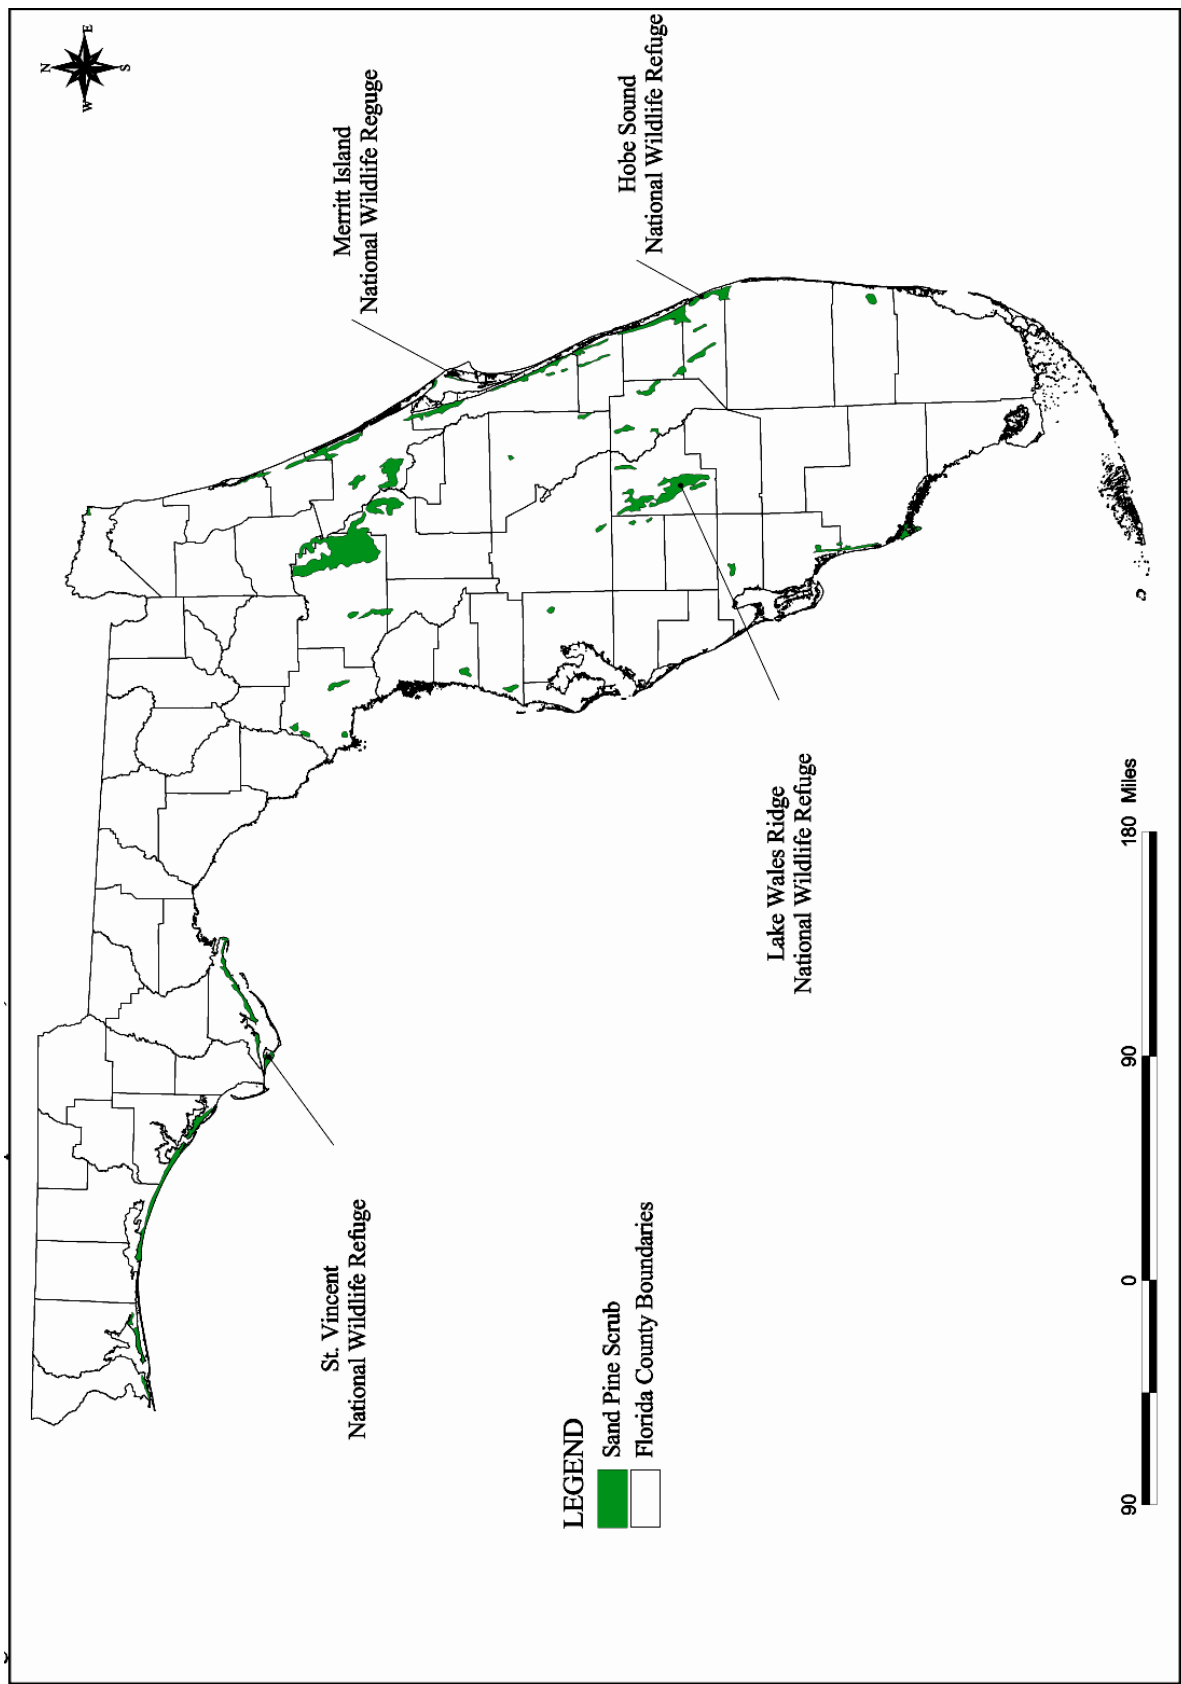 N
E
S
W
Merritt Island
National Wildlife Reguge
Hobe Sound
National Wildlife Refuge
Lake Wales Ridge
National Wildlife Refuge
St. Vincent
National Wildlife Refuge
LEGEND
Sand Pine Scrub
Florida County Boundaries
90 0 90 180 Miles